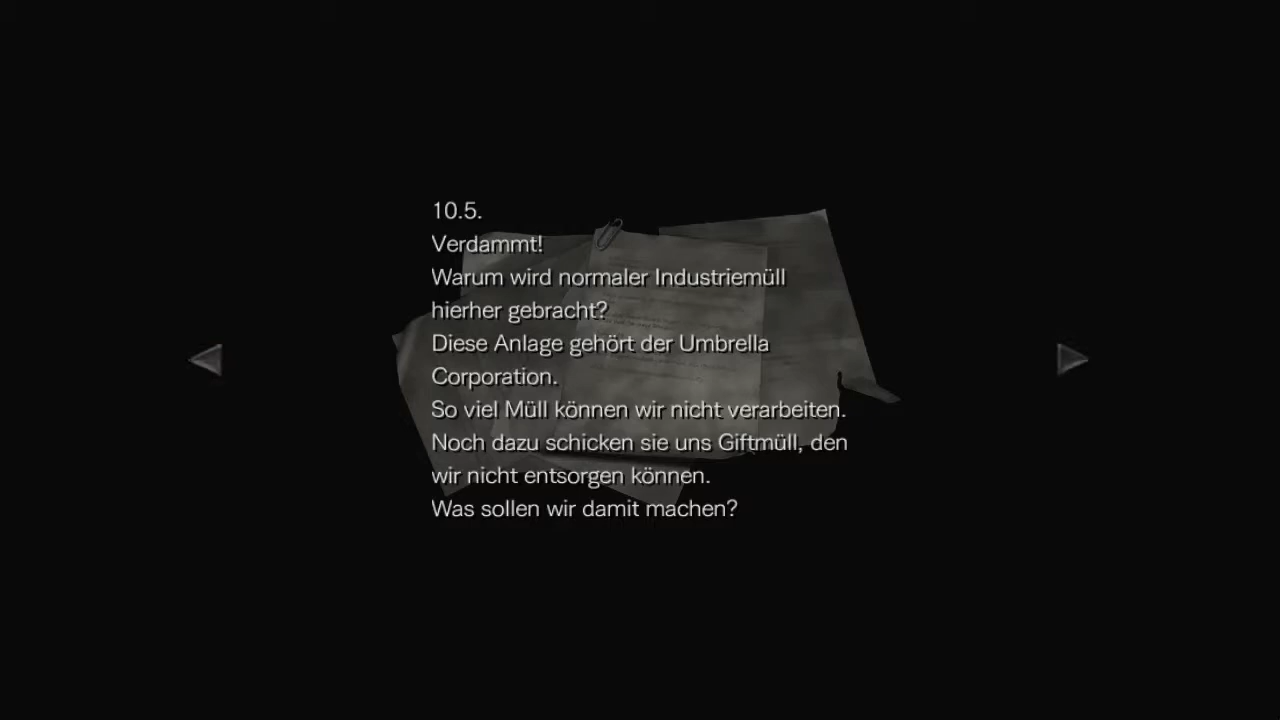 10.5.
Verdammt!
Warum wird normaler Industriemüll
hierher gebracht?
Diese Anlage gehört der Umbrella
Corporation.
So viel Müll können wir nicht verarbeiten.
Noch dazu schicken sie uns Giftmüll, den
wir nicht entsorgen können.
Was sollen wir damit machen?